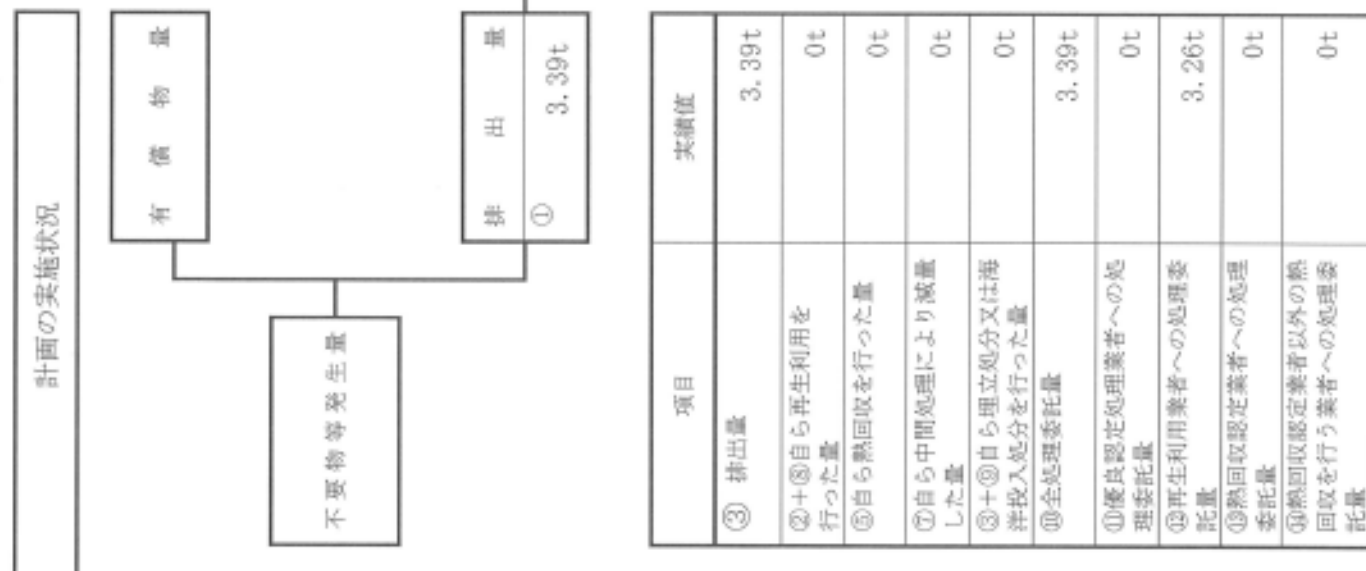 計画の実施状況
有償物量
不要物等発生量
排出量
① 3.39t
項目 実績値
③ 排出量 3.39t
②+⑧自ら再生利用を
行った量 0t
⑤自ら熱回収を行った量 0t
⑦自ら中間処理により減量
した量 0t
③+⑨自ら埋立処分又は海
洋投入処分を行った量 0t
⑩全処理委託量 3.39t
⑪優良認定処理業者への処
理委託量 0t
⑫再生利用業者への処理委
託量 3.26t
⑬熱回収認定業者への処理
委託量 0t
⑭熱回収認定業者以外の熱
回収を行う業者への処理委
託量 0t